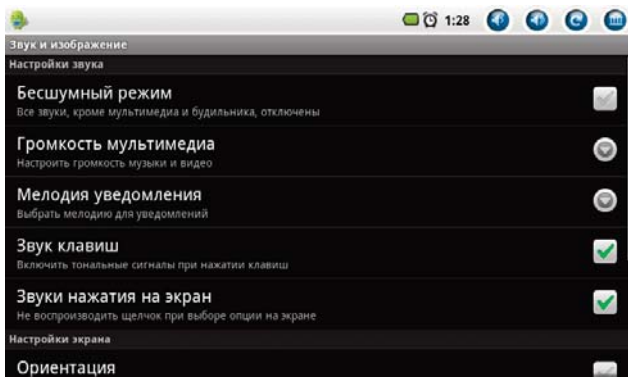 1:28
Звук и изображение
Настройки звука
Бесшумный режим
Все звуки, кроме мультимедиа и будильника, отключены
Громкость мультимедиа
Настроить громкость музыки и видео
Мелодия уведомления
Выбрать мелодию для уведомлений
Звук клавиш
Включить тональные сигналы при нажатии клавиш
Звуки нажатия на экран
Не воспроизводить щелчок при выборе опции на экране
Настройки экрана
Ориентация